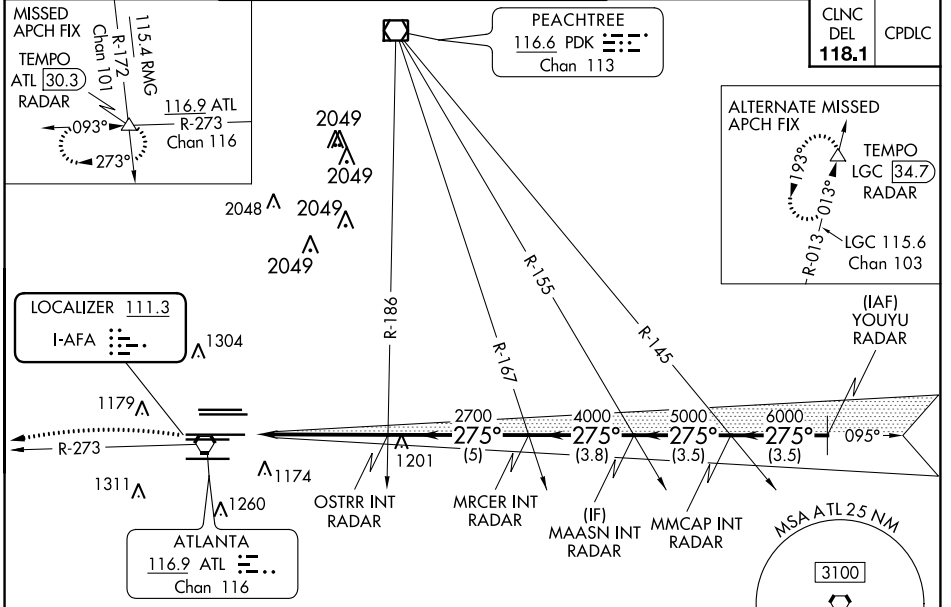 MISSED
APCH FIX
TEMPO
ATL 30.3
RADAR
115.4 RMG
R-172
Chan 101
116.9 ATL
R-273
Chan 116
093°
273°
PEACHTREE
116.6 PDK
Chan 113
CLNC
DEL
118.1
CPDLC
ALTERNATE MISSED
APCH FIX
TEMPO
LGC 34.7
RADAR
193°
013°
R-013
LGC 115.6
Chan 103
2049
2049
2048
2049
2049
R-186
R-167
R-155
R-145
(IAF)
YOUYU
RADAR
LOCALIZER 111.3
I-AFA
1304
1179
R-273
1311
1260
1174
1201
2700
275°
(5)
4000
275°
(3.8)
5000
275°
(3.5)
6000
275°
(3.5)
095°
OSTRR INT
RADAR
MRCER INT
RADAR
(IF)
MAASN INT
RADAR
MMCAP INT
RADAR
ATLANTA
116.9 ATL
Chan 116
MSA ATL 25 NM
3100